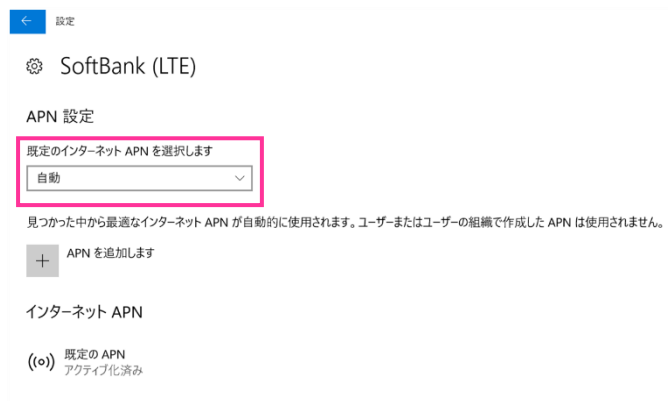 設定
SoftBank (LTE)
APN 設定
既定のインターネット APN を選択します
自動
見つかった中から最適なインターネット APN が自動的に使用されます。ユーザーまたはユーザーの組織で作成した APN は使用されません。
APN を追加します
インターネット APN
既定の APN
アクティブ化済み